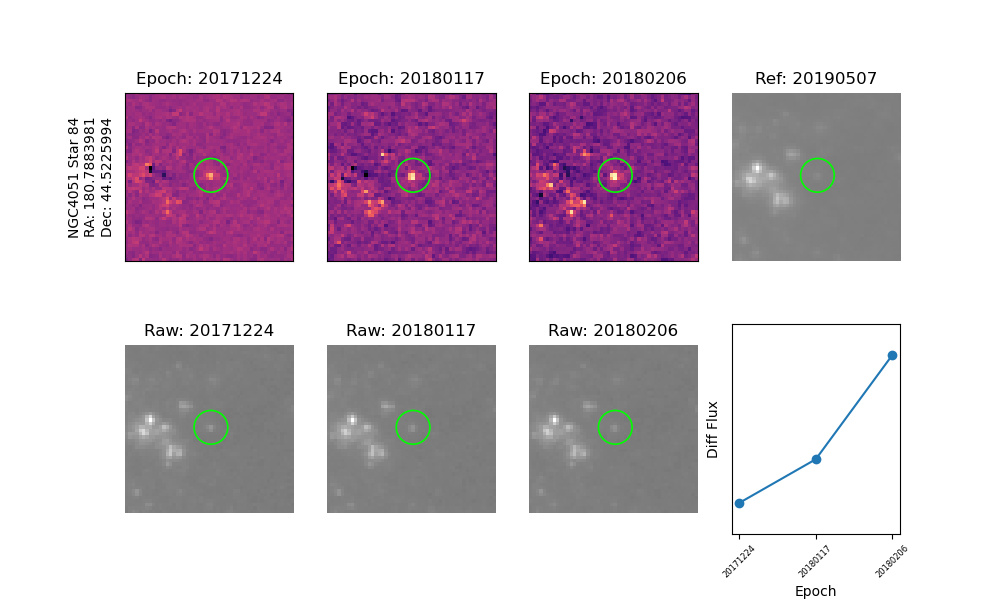 Epoch: 20171224
Epoch: 20180117
Epoch: 20180206
Ref: 20190507
NGC4051 Star 84
RA: 180.7883981
Dec: 44.5225994
Raw: 20171224
Raw: 20180117
Raw: 20180206
Diff Flux
20171224
20180117
20180206
Epoch